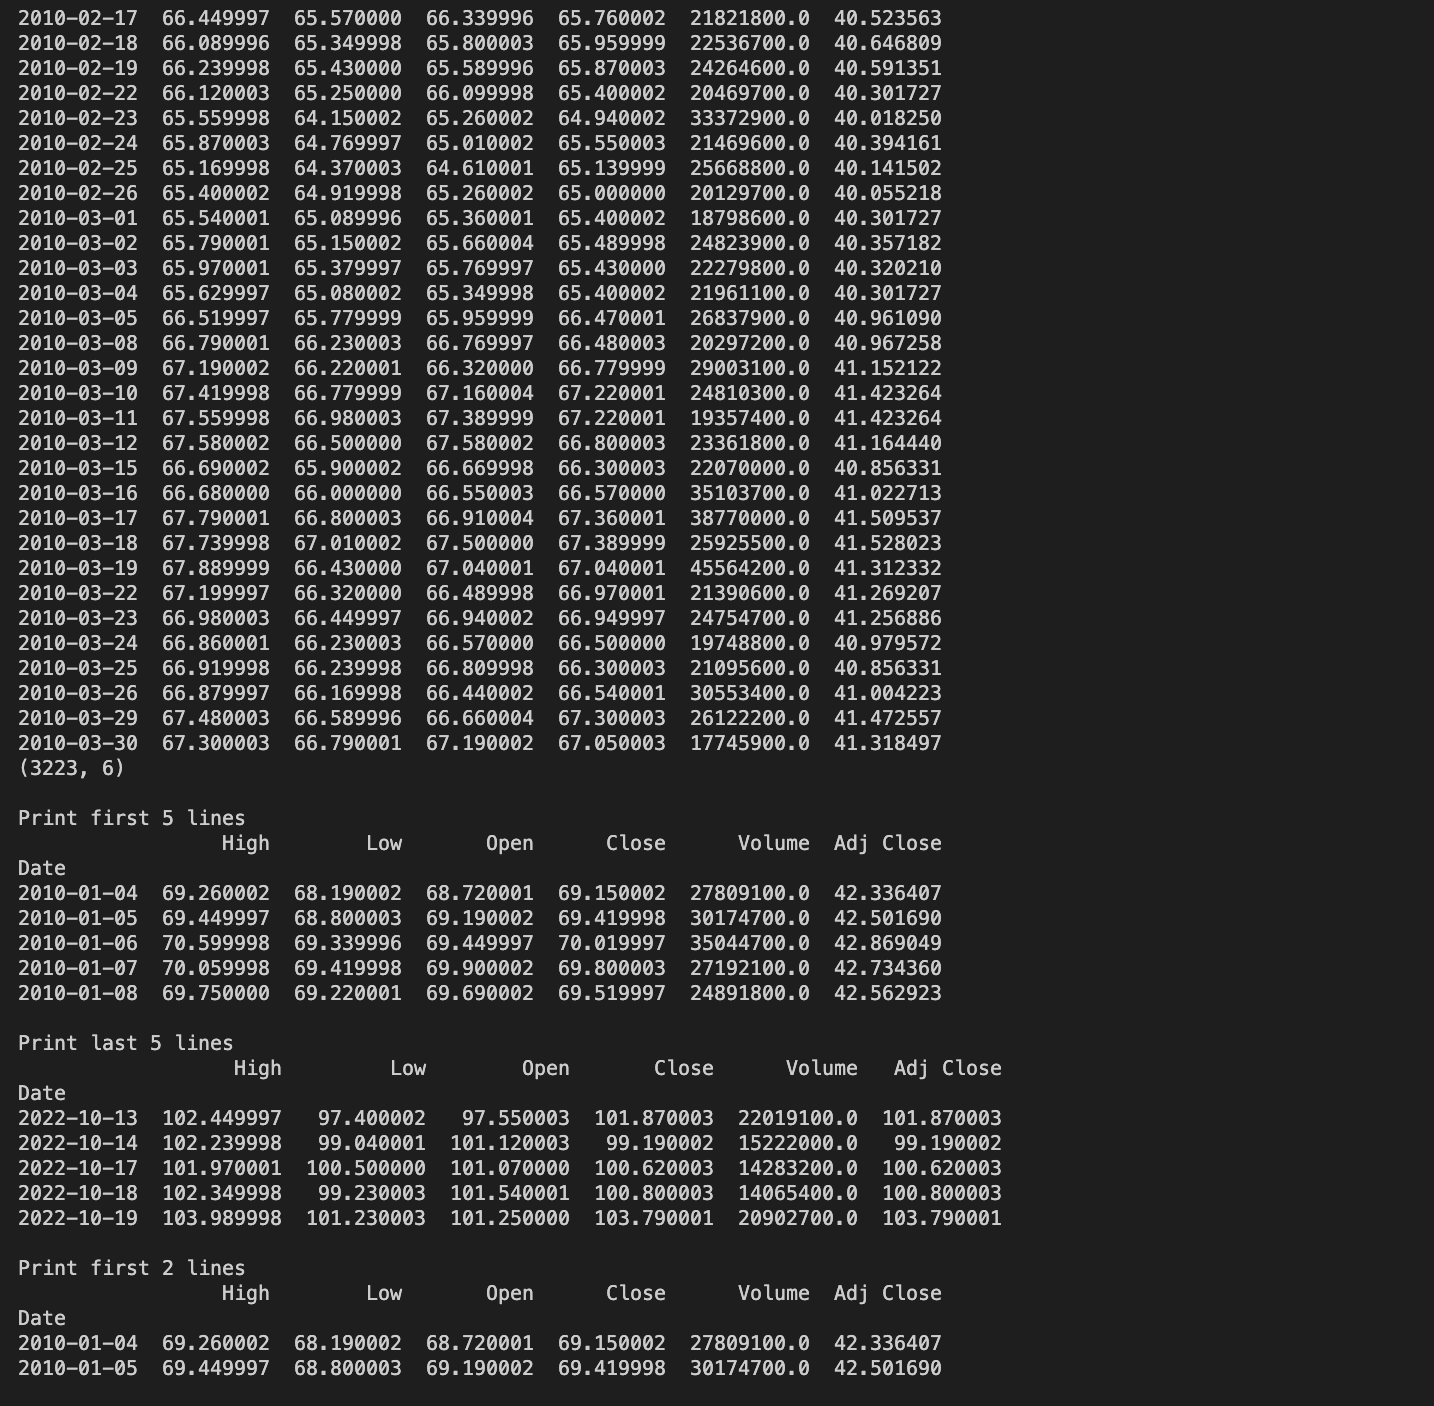 2010-02-17  66.449997  65.570000  66.339996  65.760002  21821800.0  40.523563
2010-02-18  66.089996  65.349998  65.800003  65.959999  22536700.0  40.646809
2010-02-19  66.239998  65.430000  65.589996  65.870003  24264600.0  40.591351
2010-02-22  66.120003  65.250000  66.099998  65.400002  20469700.0  40.301727
2010-02-23  65.559998  64.150002  65.260002  64.940002  33372900.0  40.018250
2010-02-24  65.870003  64.769997  65.010002  65.550003  21469600.0  40.394161
2010-02-25  65.169998  64.370003  64.610001  65.139999  25668800.0  40.141502
2010-02-26  65.400002  64.919998  65.260002  65.000000  20129700.0  40.055218
2010-03-01  65.540001  65.089996  65.360001  65.400002  18798600.0  40.301727
2010-03-02  65.790001  65.150002  65.660004  65.489998  24823900.0  40.357182
2010-03-03  65.970001  65.379997  65.769997  65.430000  22279800.0  40.320210
2010-03-04  65.629997  65.080002  65.349998  65.400002  21961100.0  40.301727
2010-03-05  66.519997  65.779999  65.959999  66.470001  26837900.0  40.961090
2010-03-08  66.790001  66.230003  66.769997  66.480003  20297200.0  40.967258
2010-03-09  67.190002  66.220001  66.320000  66.779999  29003100.0  41.152122
2010-03-10  67.419998  66.779999  67.160004  67.220001  24810300.0  41.423264
2010-03-11  67.559998  66.980003  67.389999  67.220001  19357400.0  41.423264
2010-03-12  67.580002  66.500000  67.580002  66.800003  23361800.0  41.164440
2010-03-15  66.690002  65.900002  66.669998  66.300003  22070000.0  40.856331
2010-03-16  66.680000  66.000000  66.550003  66.570000  35103700.0  41.022713
2010-03-17  67.790001  66.800003  66.910004  67.360001  38770000.0  41.509537
2010-03-18  67.739998  67.010002  67.500000  67.389999  25925500.0  41.528023
2010-03-19  67.889999  66.430000  67.040001  67.040001  45564200.0  41.312332
2010-03-22  67.199997  66.320000  66.489998  66.970001  21390600.0  41.269207
2010-03-23  66.980003  66.449997  66.940002  66.949997  24754700.0  41.256886
2010-03-24  66.860001  66.230003  66.570000  66.500000  19748800.0  40.979572
2010-03-25  66.919998  66.239998  66.809998  66.300003  21095600.0  40.856331
2010-03-26  66.879997  66.169998  66.440002  66.540001  30553400.0  41.004223
2010-03-29  67.480003  66.589996  66.660004  67.300003  26122200.0  41.472557
2010-03-30  67.300003  66.790001  67.190002  67.050003  17745900.0  41.318497
(3223, 6)

Print first 5 lines
High  Low  Open  Close  Volume  Adj Close
Date
2010-01-04  69.260002  68.190002  68.720001  69.150002  27809100.0  42.336407
2010-01-05  69.449997  68.800003  69.190002  69.419998  30174700.0  42.501690
2010-01-06  70.599998  69.339996  69.449997  70.019997  35044700.0  42.869049
2010-01-07  70.059998  69.419998  69.900002  69.800003  27192100.0  42.734360
2010-01-08  69.750000  69.220001  69.690002  69.519997  24891800.0  42.562923

Print last 5 lines
High  Low  Open  Close  Volume  Adj Close
Date
2022-10-13  102.449997  97.400002  97.550003  101.870003  22019100.0  101.870003
2022-10-14  102.239998  99.040001  101.120003  99.190002  15222000.0  99.190002
2022-10-17  101.970001  100.500000  101.070000  100.620003  14283200.0  100.620003
2022-10-18  102.349998  99.230003  101.540001  100.800003  14065400.0  100.800003
2022-10-19  103.989998  101.230003  101.250000  103.790001  20902700.0  103.790001

Print first 2 lines
High  Low  Open  Close  Volume  Adj Close
Date
2010-01-04  69.260002  68.190002  68.720001  69.150002  27809100.0  42.336407
2010-01-05  69.449997  68.800003  69.190002  69.419998  30174700.0  42.501690